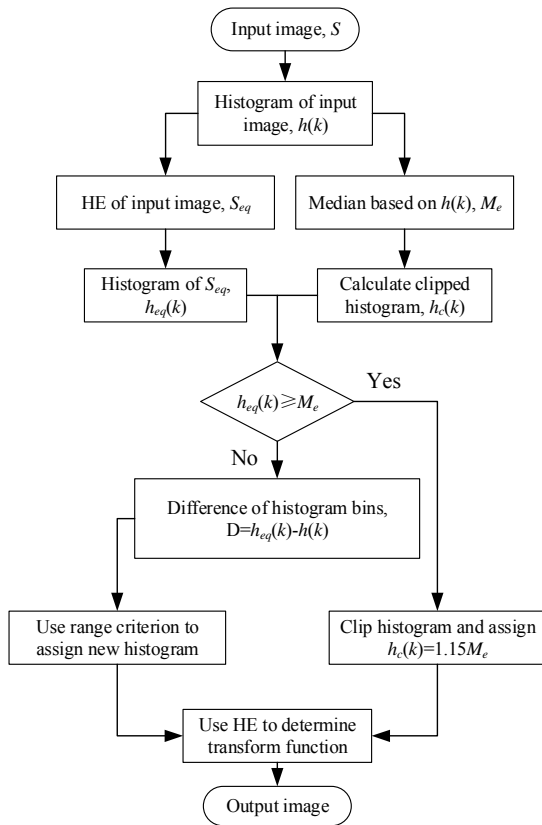 Input image, S
Histogram of input
image, h(k)
HE of input image, Seq
Median based on h(k), Me
Histogram of Seq,
heq(k)
Calculate clipped
histogram, hc(k)
heq(k)≥Me
Yes
No
Difference of histogram bins,
D=heq(k)-h(k)
Use range criterion to
assign new histogram
Clip histogram and assign
hc(k)=1.15Me
Use HE to determine
transform function
Output image